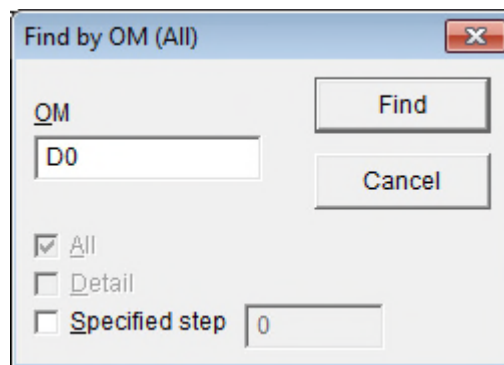 Find by OM (All)
OM
Find
D0
Cancel
All
Detail
Specified step 0